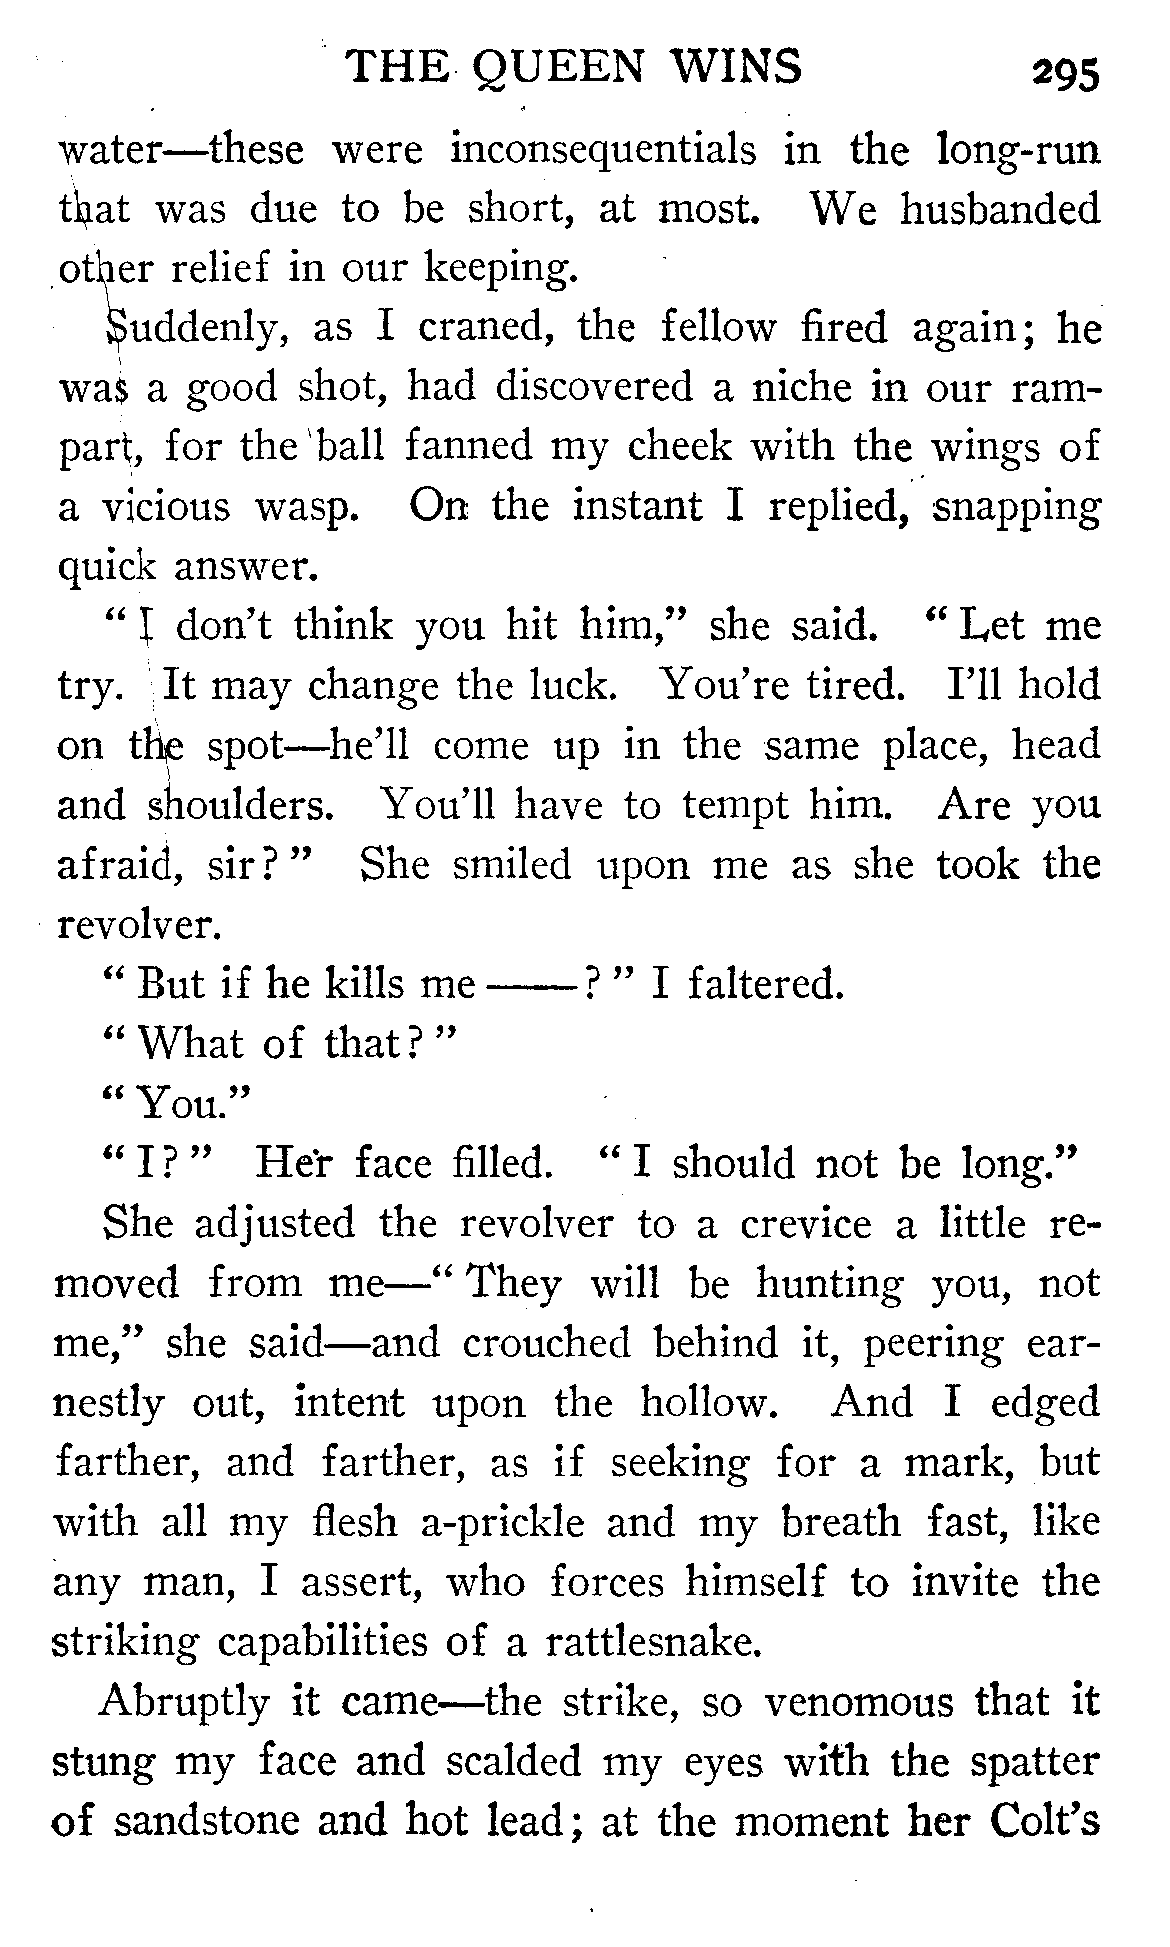 THE QUEEN WINS 295
water—these were inconsequentials in the long-run
that was due to be short, at most. We husbanded
other relief in our keeping.
Suddenly, as I craned, the fellow fired again; he
was a good shot, had discovered a niche in our ram-
part, for the ball fanned my cheek with the wings of
a vicious wasp. On the instant I replied, snapping
quick answer.
“I don’t think you hit him,” she said. “Let me
try. It may change the luck. You’re tired. I’ll hold
on the spot—he’ll come up in the same place, head
and shoulders. You’ll have to tempt him. Are you
afraid, sir?” She smiled upon me as she took the
revolver.
“But if he kills me——?” I faltered.
“What of that?”
“You.”
“I?” Her face filled. “I should not be long.”
She adjusted the revolver to a crevice a little re-
moved from me—“They will be hunting you, not
me,” she said—and crouched behind it, peering ear-
nestly out, intent upon the hollow. And I edged
farther, and farther, as if seeking for a mark, but
with all my flesh a-prickle and my breath fast, like
any man, I assert, who forces himself to invite the
striking capabilities of a rattlesnake.
Abruptly it came—the strike, so venomous that it
stung my face and scalded my eyes with the spatter
of sandstone and hot lead; at the moment her Colt’s